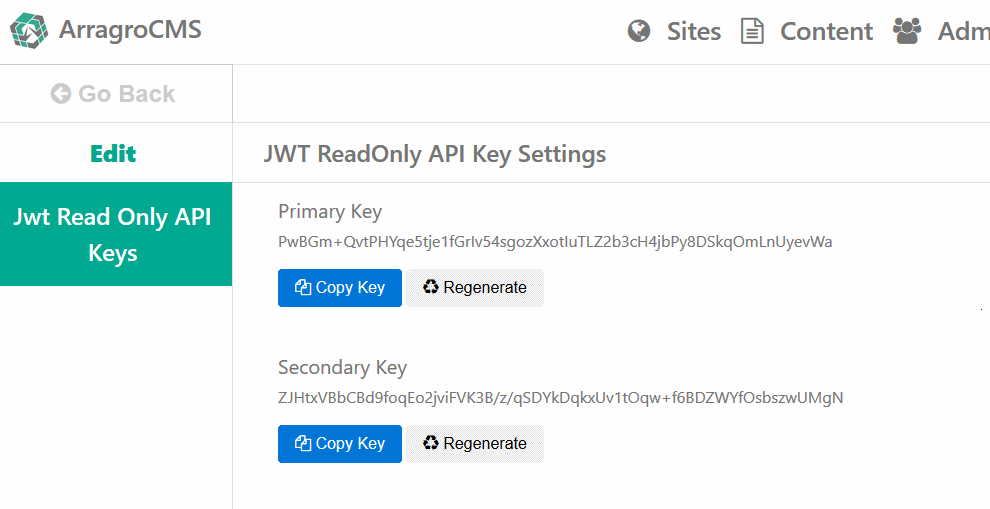 ArragroCMS
Sites
Content
Adm
Go Back
Edit
JWT ReadOnly API Key Settings
Jwt Read Only API
Keys
Primary Key
PwBGm+QvtPHYqe5tje1fGrlv54sgozXxotIuTLZ2b3cH4jbPy8DSkqOmLnUyevWa
Copy Key
Regenerate
Secondary Key
ZJHtxVBbCBd9foqEo2jviFVK3B/z/qSDYkDqkxUv1tOqw+f6BDZWYfOsbszwUMgN
Copy Key
Regenerate